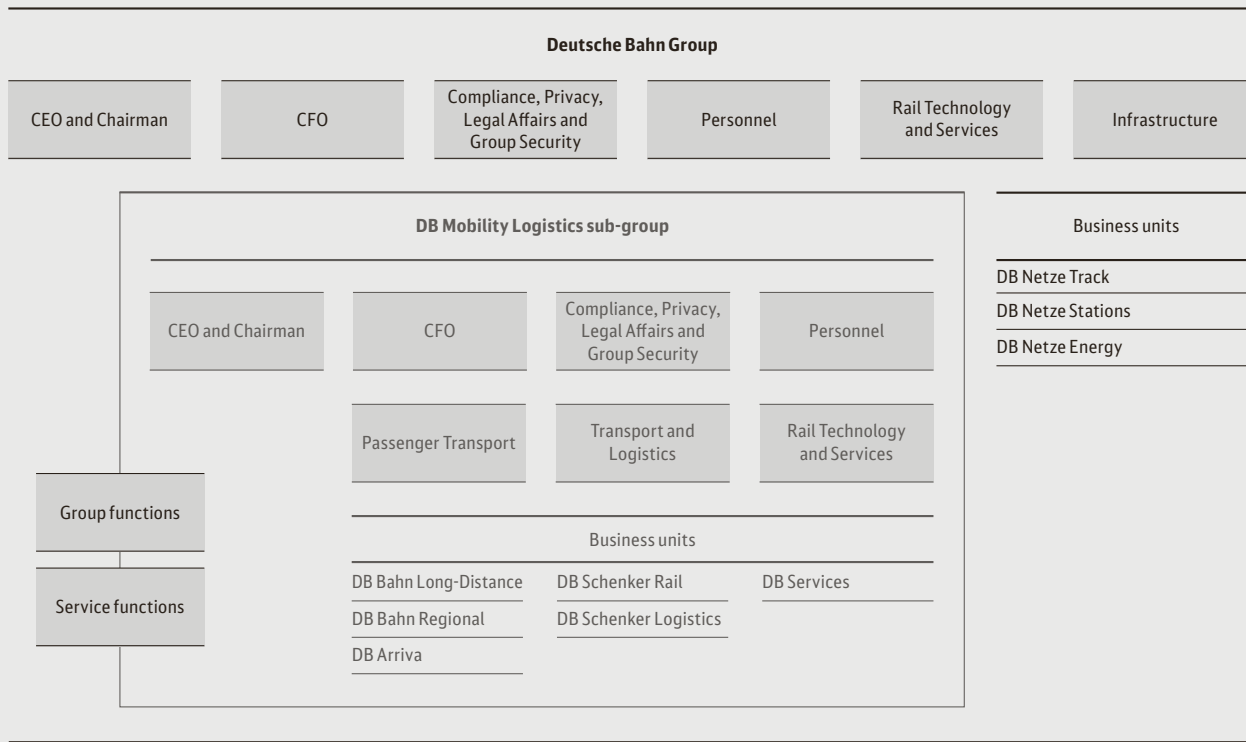 Deutsche Bahn Group
CEO and Chairman
CFO
Compliance, Privacy,
Legal Affairs and
Group Security
Personnel
Rail Technology
and Services
Infrastructure
DB Mobility Logistics sub-group
CEO and Chairman
CFO
Compliance, Privacy,
Legal Affairs and
Group Security
Personnel
Passenger Transport
Transport and
Logistics
Rail Technology
and Services
Business units
DB Bahn Long-Distance
DB Bahn Regional
DB Arriva
DB Schenker Rail
DB Schenker Logistics
DB Services
Group functions
Service functions
Business units
DB Netze Track
DB Netze Stations
DB Netze Energy